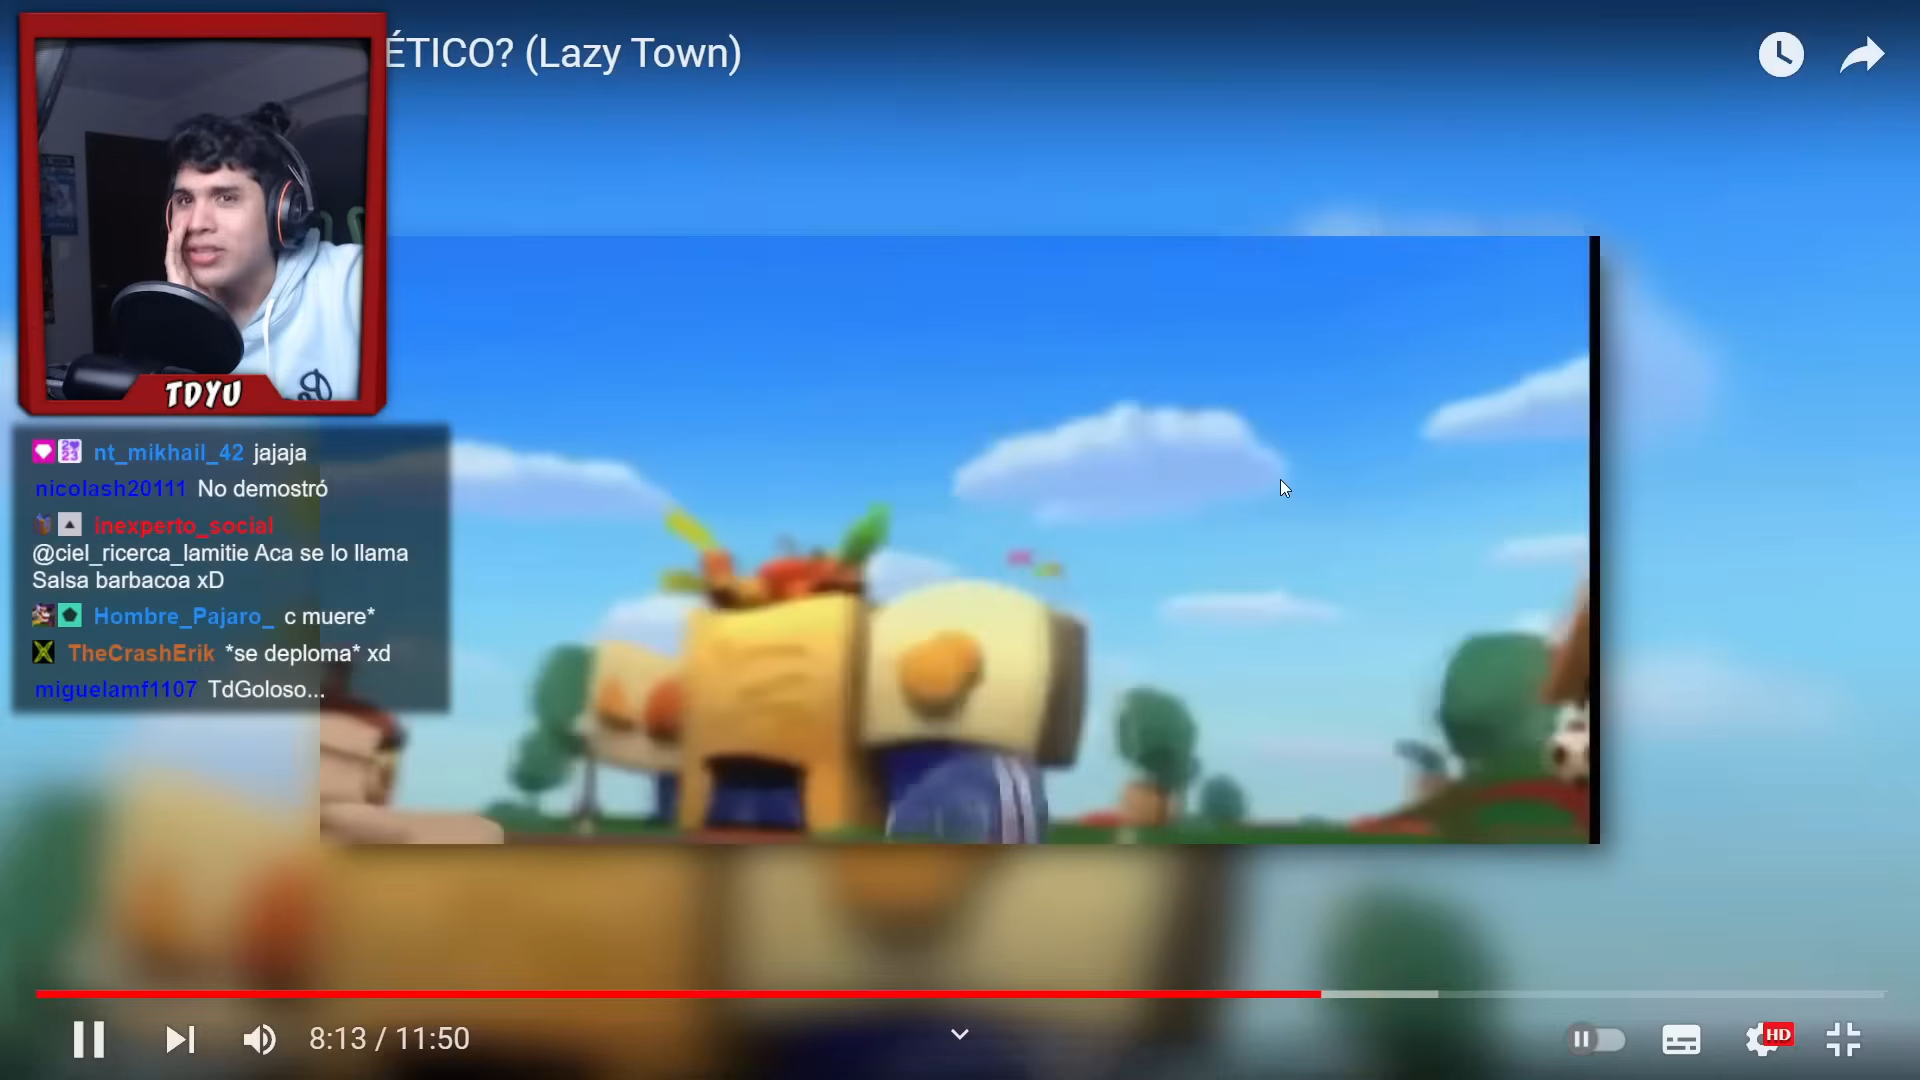 ÉTICO? (Lazy Town)
TDYU
nt_mikhail_42 jajaja
nicolash20111 No demostró
inexperto_social
@ciel_ricerca_lamitie Aca se lo llama
Salsa barbacoa xD
Hombre_Pajaro_ c muere*
TheCrashErik *se deploma* xd
miguelamf1107 TdGoloso...
8:13 / 11:50
HD